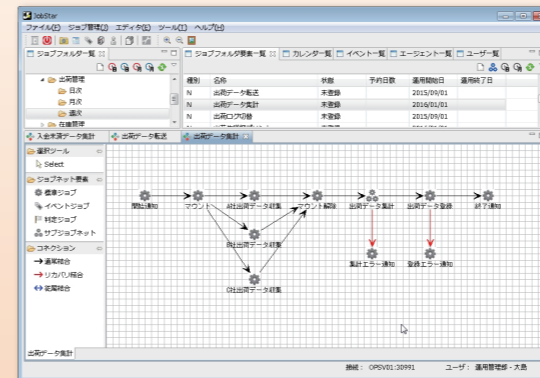 JobStar
ファイル(F) ジョブ管理(J) エディタ(E) ツール(T) ヘルプ(H)
ジョブフォルダ一覧
出荷管理
日次
月次
週次
在庫管理
ジョブフォルダ要素一覧 カレンダ一覧 イベント一覧 エージェント一覧 ユーザ一覧
種別 名称 状態 予約日数 運用開始日 運用終了日
N 出荷データ転送 未登録 2015/09/01
N 出荷データ集計 未登録 2016/01/01
N 出荷ログ切替 未登録 2015/09/01
入金未済データ集計 出荷データ転送 出荷データ集計
選択ツール
Select
ジョブネット要素
標準ジョブ
イベントジョブ
判定ジョブ
サブジョブネット
コネクション
通常結合
リカバリ結合
従属結合
開始通知 マウント A社出荷データ収集 マウント解除 出荷データ集計 出荷データ登録 終了通知
B社出荷データ収集
集計エラー通知 登録エラー通知
C社出荷データ収集
出荷データ集計
接続: OPSV01:30991 ユーザ: 運用管理部・大島